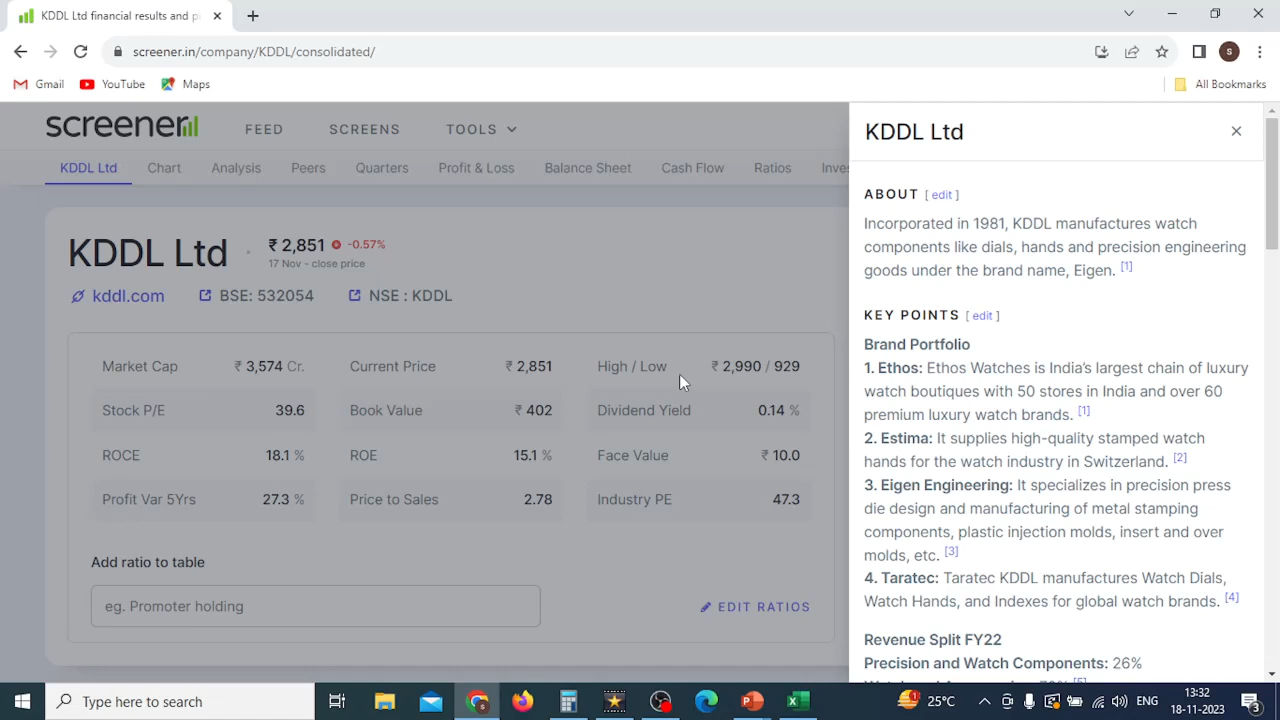 KDDL Ltd financial results and p
screener.in/company/KDDL/consolidated/
S
Gmail
YouTube
Maps
All Bookmarks
screener
FEED
SCREENS
TOOLS
KDDL Ltd
Chart
Analysis
Peers
Quarters
Profit & Loss
Balance Sheet
Cash Flow
Ratios
Inves
KDDL Ltd
₹ 2,851 -0.57%
17 Nov - close price
kddl.com
BSE: 532054
NSE : KDDL
Market Cap ₹ 3,574 Cr.
Current Price ₹ 2,851
High / Low ₹ 2,990 / 929
Stock P/E 39.6
Book Value ₹ 402
Dividend Yield 0.14 %
ROCE 18.1 %
ROE 15.1 %
Face Value ₹ 10.0
Profit Var 5Yrs 27.3 %
Price to Sales 2.78
Industry PE 47.3
Add ratio to table
eg. Promoter holding
EDIT RATIOS
KDDL Ltd
ABOUT [ edit ]
Incorporated in 1981, KDDL manufactures watch
components like dials, hands and precision engineering
goods under the brand name, Eigen. [1]
KEY POINTS [ edit ]
Brand Portfolio
1. Ethos: Ethos Watches is India's largest chain of luxury
watch boutiques with 50 stores in India and over 60
premium luxury watch brands. [1]
2. Estima: It supplies high-quality stamped watch
hands for the watch industry in Switzerland. [2]
3. Eigen Engineering: It specializes in precision press
die design and manufacturing of metal stamping
components, plastic injection molds, insert and over
molds, etc. [3]
4. Taratec: Taratec KDDL manufactures Watch Dials,
Watch Hands, and Indexes for global watch brands. [4]
Revenue Split FY22
Precision and Watch Components: 26%
Type here to search
1
25°C
ENG
13:32
18-11-2023
3